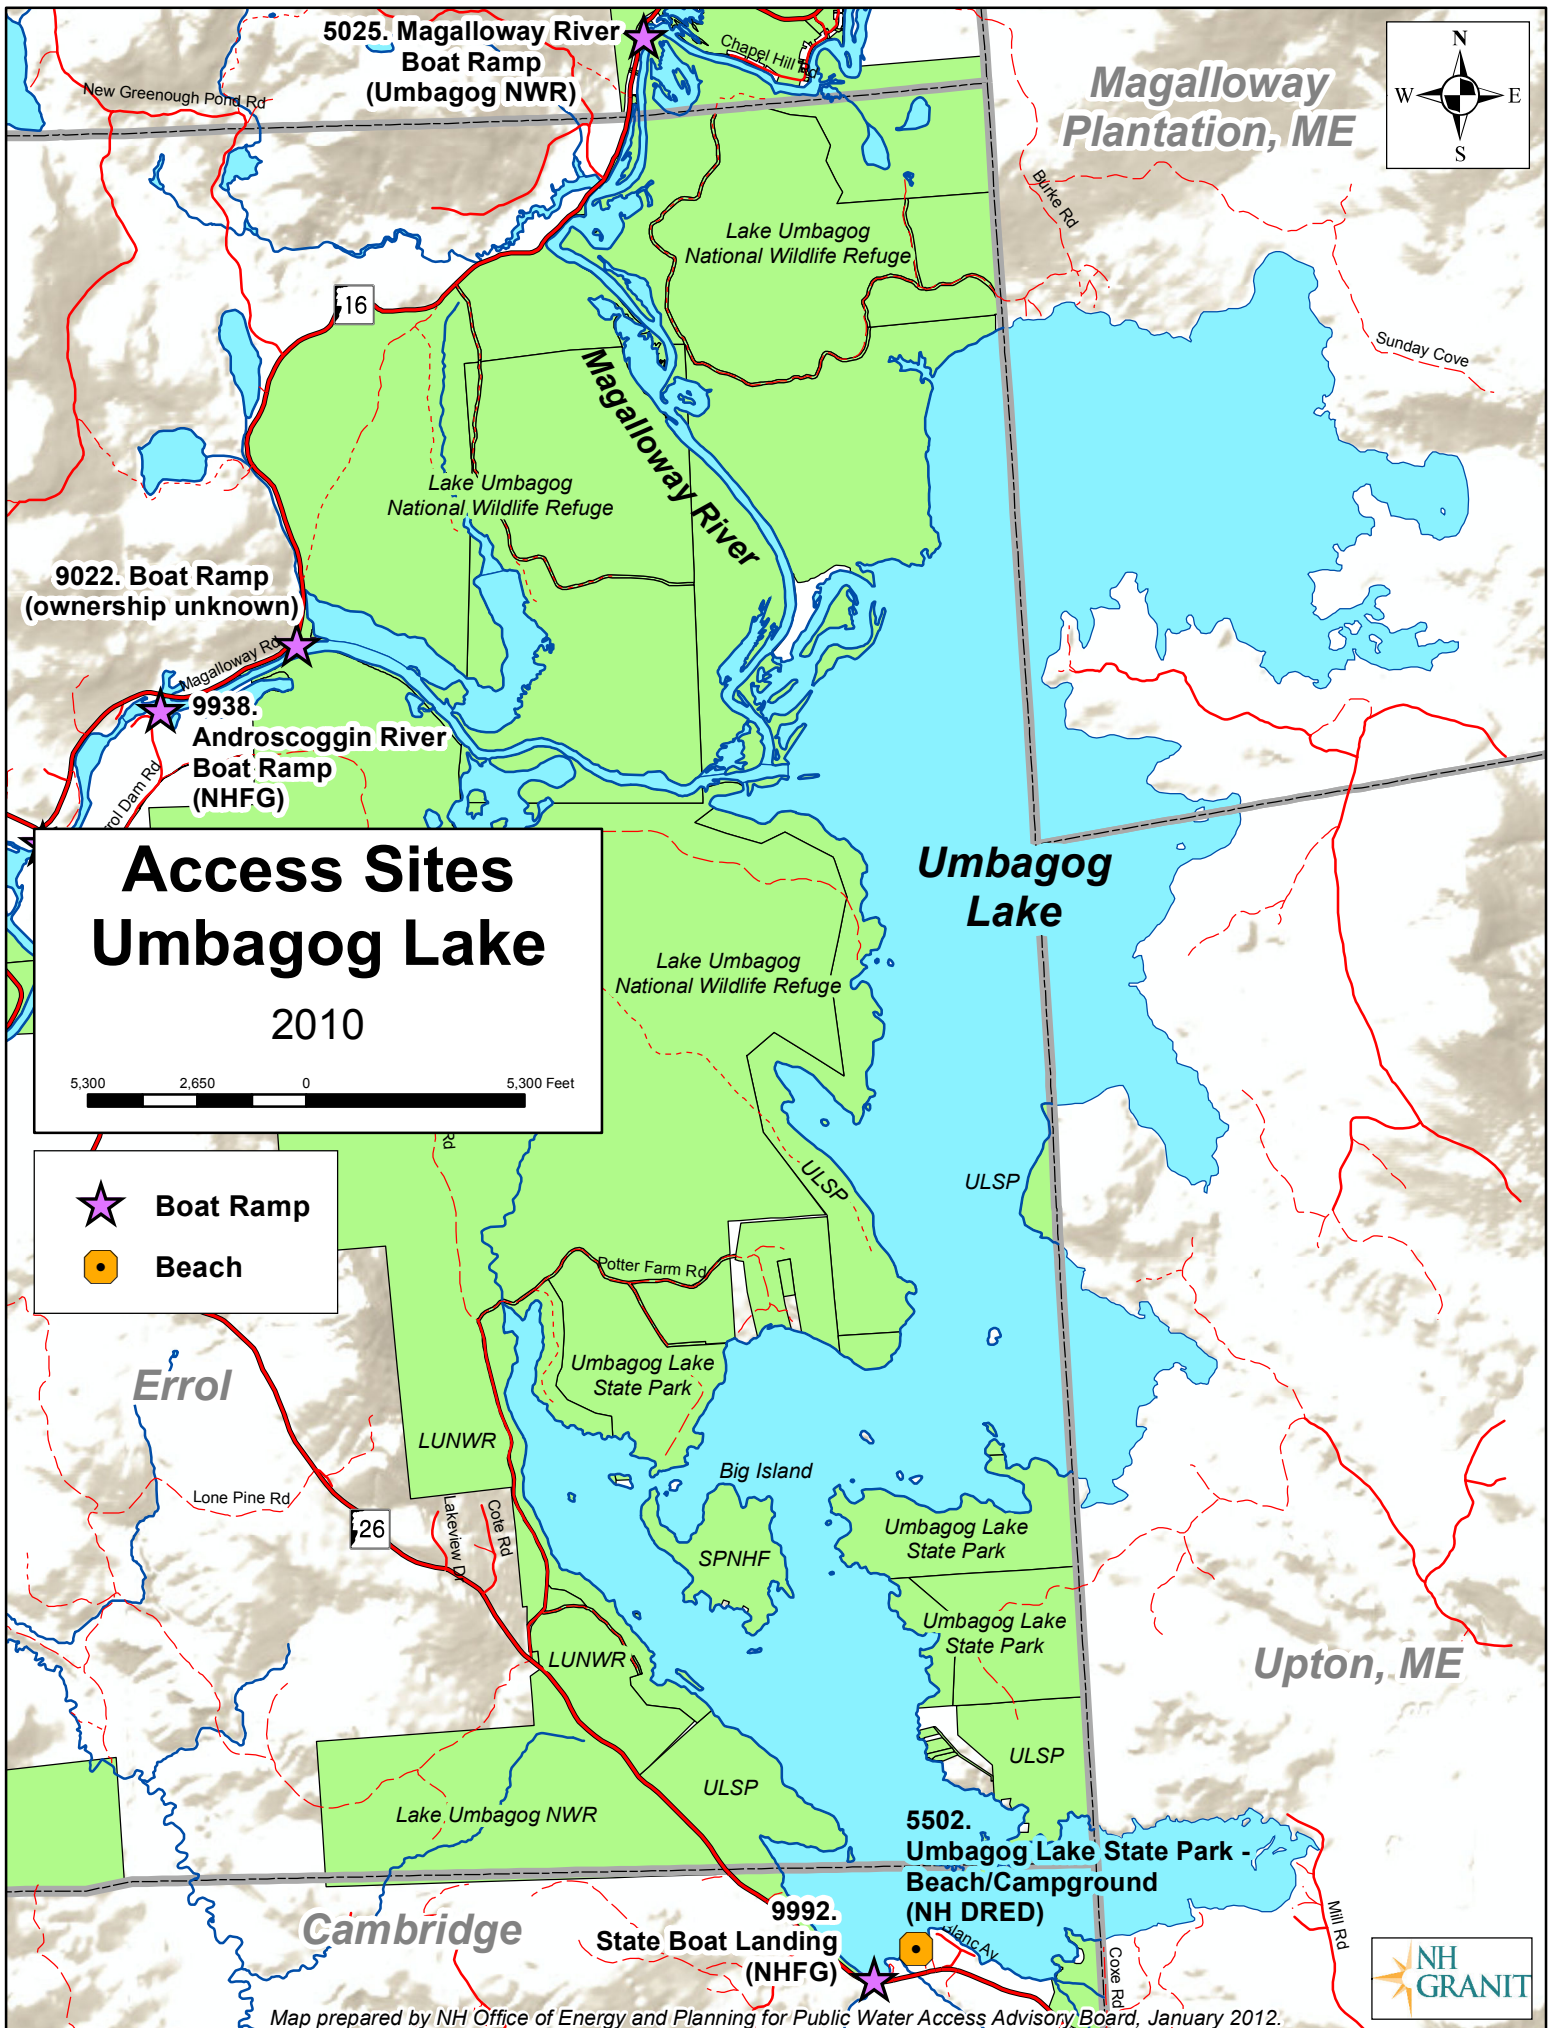 5025. Magalloway River
Boat Ramp
(Umbagog NWR)
Chapel Hill Rd
New Greenough Pond Rd
Magalloway
Plantation, ME
N
W
E
S
Burke Rd
Lake Umbagog
National Wildlife Refuge
16
Sunday Cove
Magalloway River
Lake Umbagog
National Wildlife Refuge
9022. Boat Ramp
(ownership unknown)
Magalloway Rd
9938.
Androscoggin River
Boat Ramp
(NHFG)
rol Dam Rd
Access Sites
Umbagog Lake
2010
5,300
2,650
0
5,300 Feet
Umbagog
Lake
Lake Umbagog
National Wildlife Refuge
Rd
ULSP
ULSP
Boat Ramp
Beach
Potter Farm Rd
Errol
Umbagog Lake
State Park
LUNWR
Big Island
Lone Pine Rd
26
Lakeview Dr
Cote Rd
SPNHF
Umbagog Lake
State Park
Umbagog Lake
State Park
LUNWR
Upton, ME
ULSP
ULSP
Lake Umbagog NWR
5502.
Umbagog Lake State Park -
Beach/Campground
(NH DRED)
Cambridge
9992.
State Boat Landing
(NHFG)
Blanc Av
Coxe Rd
Mill Rd
NH
GRANIT
Map prepared by NH Office of Energy and Planning for Public Water Access Advisory Board, January 2012.